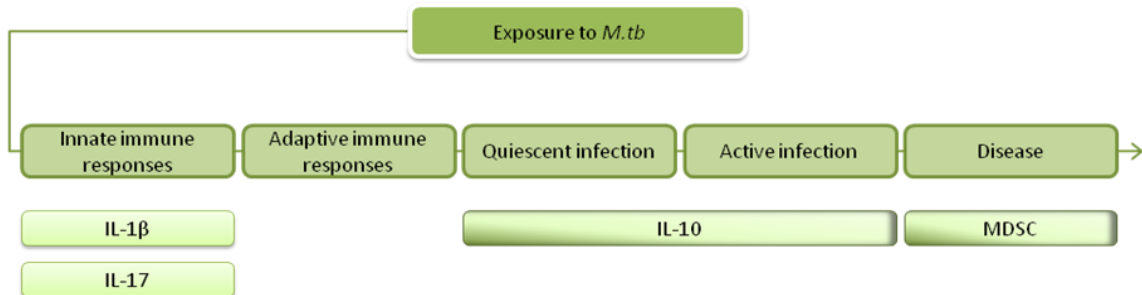 Exposure to M.tb
Innate immune
responses
Adaptive immune
responses
Quiescent infection
Active infection
Disease
IL-1β
IL-10
MDSC
IL-17